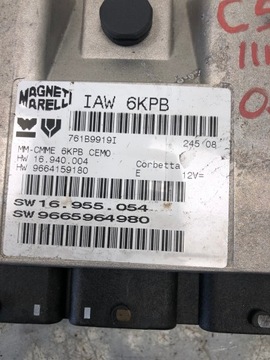 MAGNETI
MARELLI
IAW 6KPB
761B9919I
245 08
MM-CMME 6KPB CEMO
HW 16.940.004
Corbetta
HW 9664159180
E
12V=
SW 16.955.054
SW 9665964980